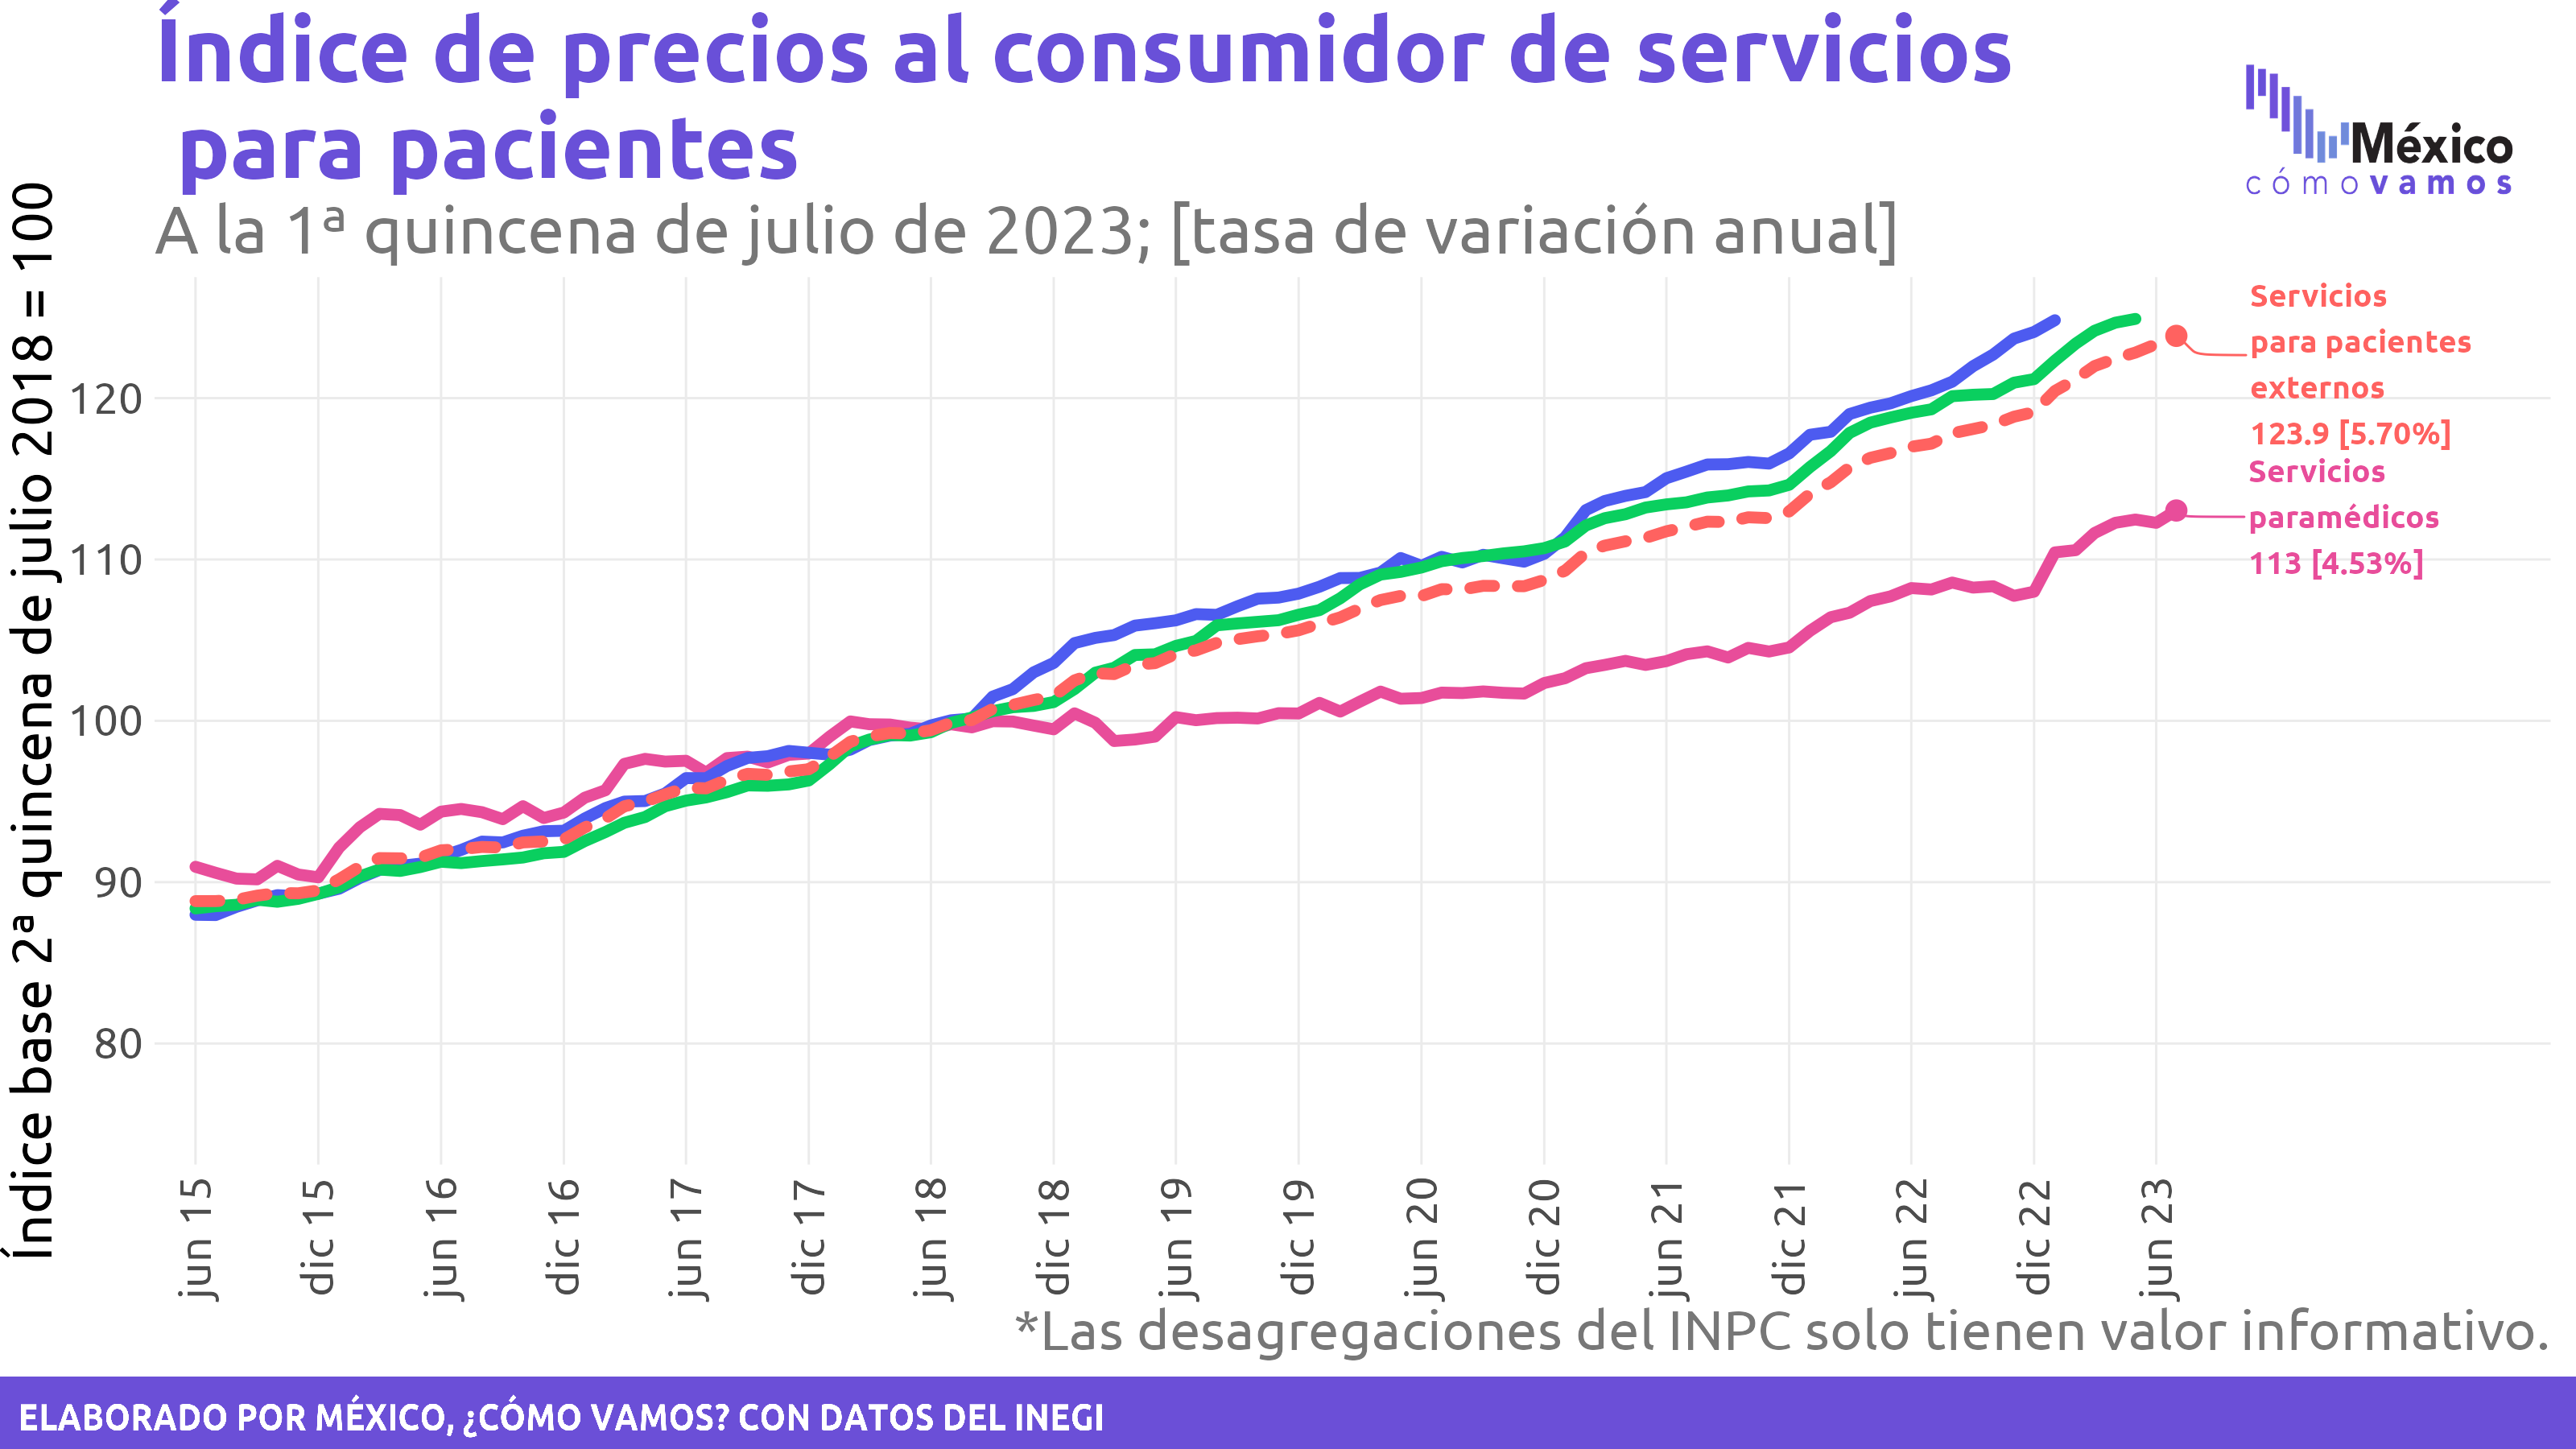 Índice de precios al consumidor de servicios
para pacientes
México
cómo vamos
A la 1ª quincena de julio de 2023; [tasa de variación anual]
Índice base 2ª quincena de julio 2018 = 100
120
110
100
90
80
Servicios
para pacientes
externos
123.9 [5.70%]
Servicios
paramédicos
113 [4.53%]
jun 15
dic 15
jun 16
dic 16
jun 17
dic 17
jun 18
dic 18
jun 19
dic 19
jun 20
dic 20
jun 21
dic 21
jun 22
dic 22
jun 23
*Las desagregaciones del INPC solo tienen valor informativo.
ELABORADO POR MÉXICO, ¿CÓMO VAMOS? CON DATOS DEL INEGI